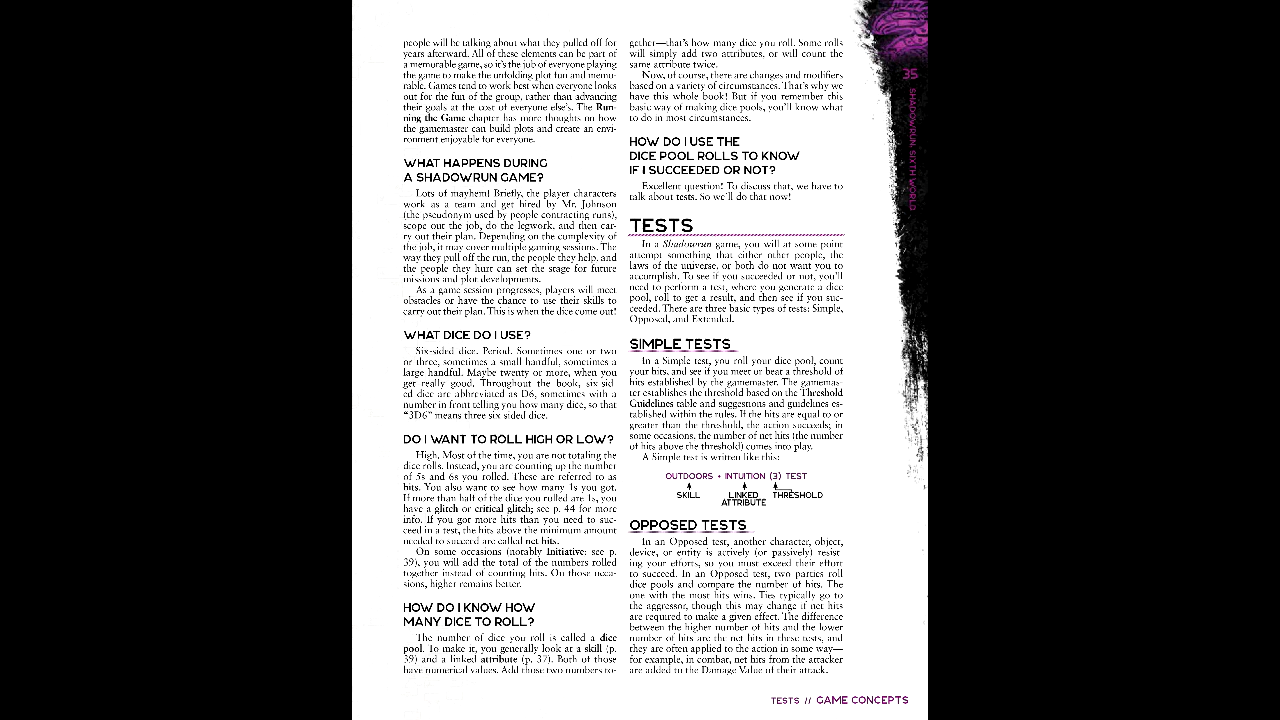 people will be talking about what they pulled off for
years afterward. All of these elements can be part of
a memorable game, so it's the job of everyone playing
the game to make the unfolding plot fun and memo-
rable. Games tend to work best when everyone looks
out for the fun of the group, rather than advancing
their goals at the cost of everyone else's. The Run-
ning the Game chapter has more thoughts on how
the gamemaster can build plots and create an envi-
ronment enjoyable for everyone.
WHAT HAPPENS DURING
A SHADOWRUN GAME?
Lots of mayhem! Briefly, the player characters
work as a team and get hired by Mr. Johnson
(the pseudonym used by people contracting runs),
scope out the job, do the legwork, and then car-
ry out their plan. Depending on the complexity of
the job, it may cover multiple gaming sessions. The
way they pull off the run, the people they help, and
the people they hurt can set the stage for future
missions and plot developments.
As a game session progresses, players will meet
obstacles or have the chance to use their skills to
carry out their plan. This is when the dice come out!
WHAT DICE DO I USE?
Six-sided dice. Period. Sometimes one or two
or three, sometimes a small handful, sometimes a
large handful. Maybe twenty or more, when you
get really good. Throughout the book, six-sid-
ed dice are abbreviated as D6, sometimes with a
number in front telling you how many dice, so that
"3D6" means three six-sided dice.
DO I WANT TO ROLL HIGH OR LOW?
High. Most of the time, you are not totaling the
dice rolls. Instead, you are counting up the number
of 5s and 6s you rolled. These are referred to as
hits. You also want to see how many 1s you got.
If more than half of the dice you rolled are 1s, you
have a glitch or critical glitch; see p. 44 for more
info. If you got more hits than you need to suc-
ceed in a test, the hits above the minimum amount
needed to succeed are called net hits.
On some occasions (notably Initiative: see p.
39), you will add the total of the numbers rolled
together instead of counting hits. On those occa-
sions, higher remains better.
HOW DO I KNOW HOW
MANY DICE TO ROLL?
The number of dice you roll is called a dice
pool. To make it, you generally look at a skill (p.
39) and a linked attribute (p. 37). Both of those
have numerical values. Add those two numbers to-
gether—that's how many dice you roll. Some rolls
will simply add two attributes, or will count the
same attribute twice.
Now, of course, there are changes and modifiers
based on a variety of circumstances. That's why we
have this whole book! But if you remember this
basic way of making dice pools, you'll know what
to do in most circumstances.
HOW DO I USE THE
DICE POOL ROLLS TO KNOW
IF I SUCCEEDED OR NOT?
Excellent question! To discuss that, we have to
talk about tests. So we'll do that now!
TESTS
In a Shadowrun game, you will at some point
attempt something that either other people, the
laws of the universe, or both do not want you to
accomplish. To see if you succeeded or not, you'll
need to perform a test, where you generate a dice
pool, roll to get a result, and then see if you suc-
ceeded. There are three basic types of tests: Simple,
Opposed, and Extended.
SIMPLE TESTS
In a Simple test, you roll your dice pool, count
your hits, and see if you meet or beat a threshold of
hits established by the gamemaster. The gamemas-
ter establishes the threshold based on the Threshold
Guidelines table and suggestions and guidelines es-
tablished within the rules. If the hits are equal to or
greater than the threshold, the action succeeds; in
some occasions, the number of net hits (the number
of hits above the threshold) comes into play.
A Simple test is written like this:
OUTDOORS + INTUITION (3) TEST
SKILL LINKED THRESHOLD
ATTRIBUTE
OPPOSED TESTS
In an Opposed test, another character, object,
device, or entity is actively (or passively) resist-
ing your efforts, so you must exceed their effort
to succeed. In an Opposed test, two parties roll
dice pools and compare the number of hits. The
one with the most hits wins. Ties typically go to
the aggressor, though this may change if net hits
are required to make a given effect. The difference
between the higher number of hits and the lower
number of hits are the net hits in these tests, and
they are often applied to the action in some way—
for example, in combat, net hits from the attacker
are added to the Damage Value of their attack.
35
SHADOWRUN: SIXTH WORLD
TESTS // GAME CONCEPTS